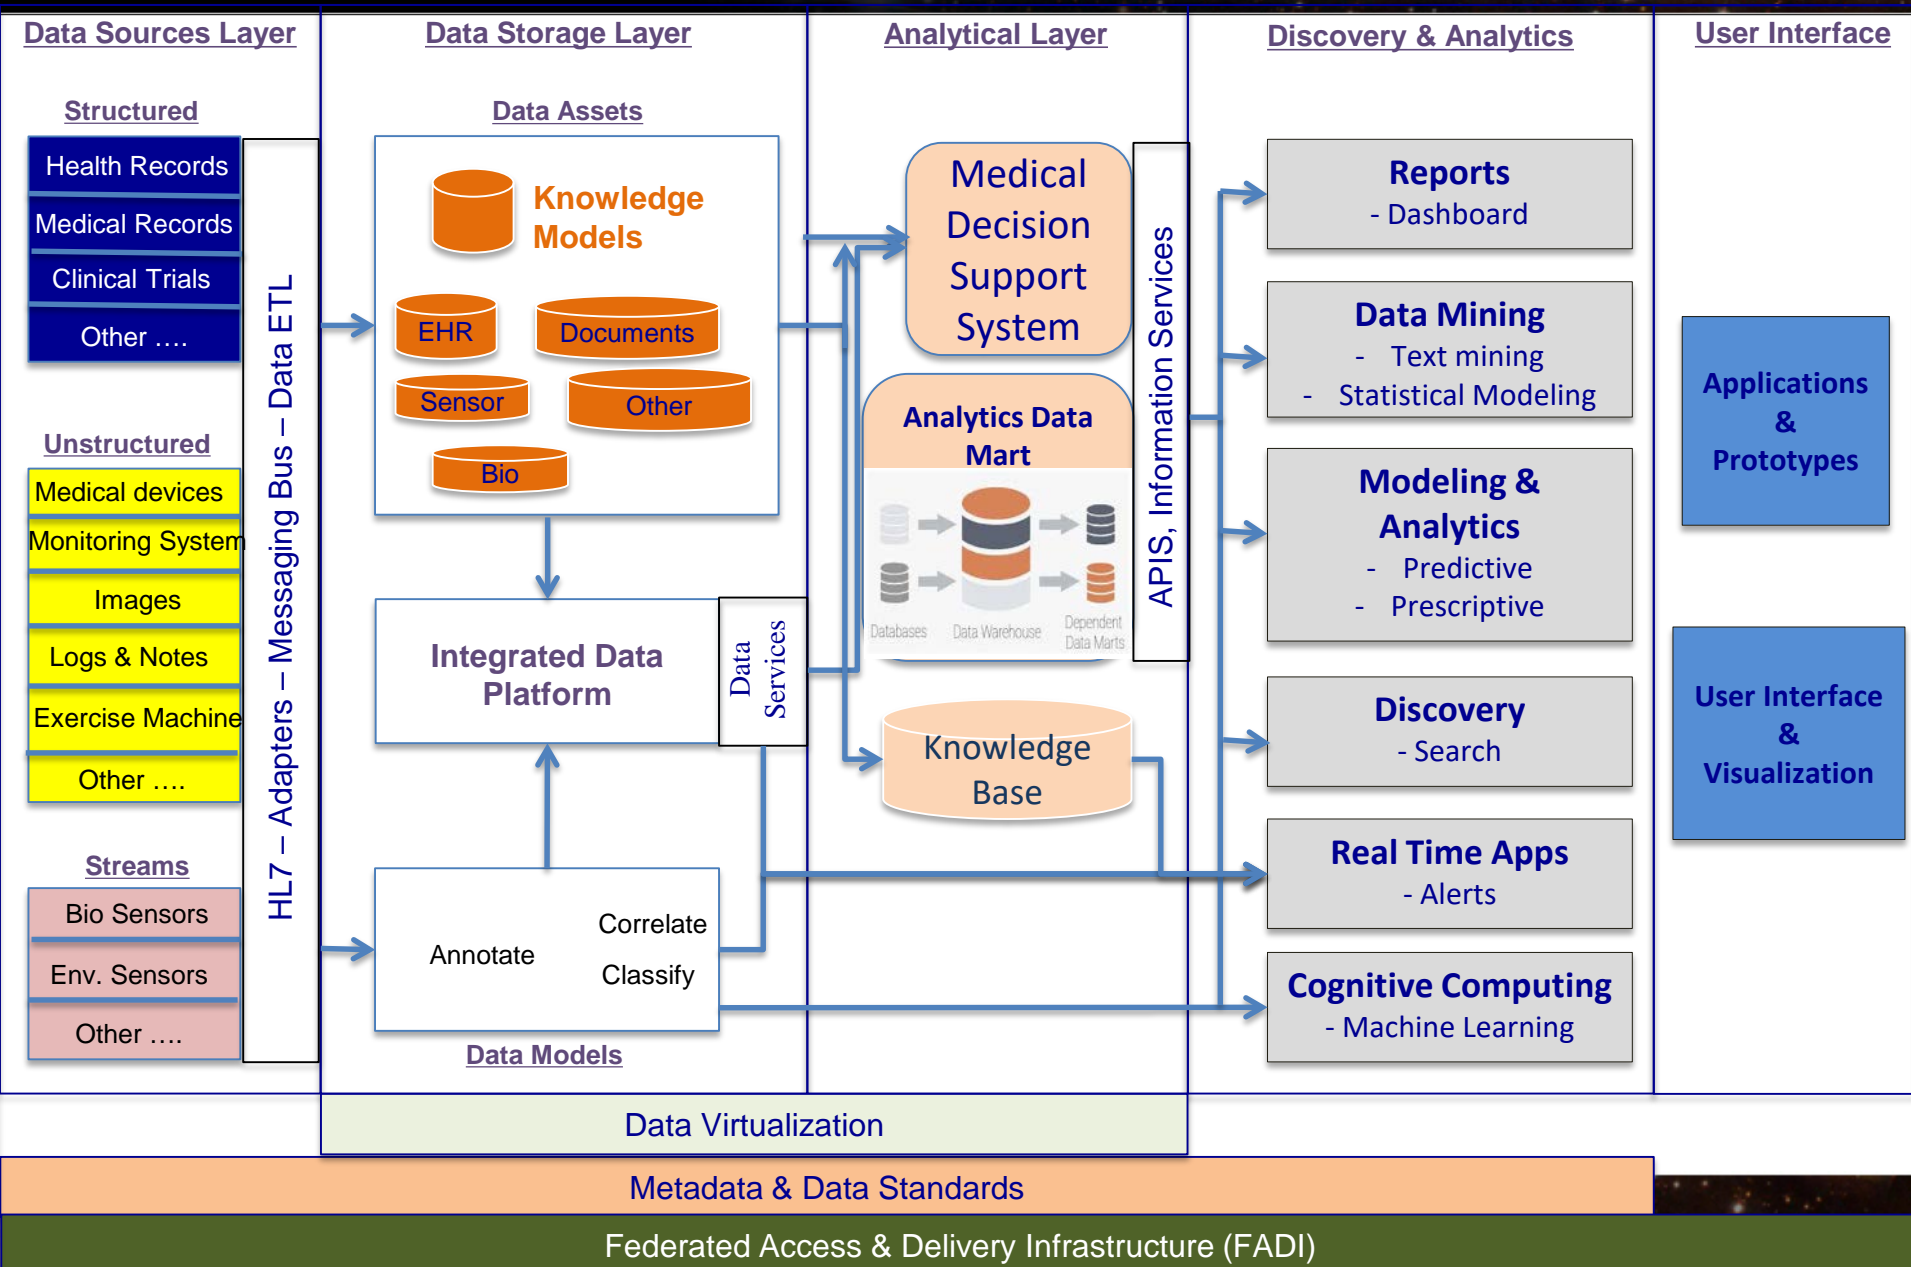 Data Sources Layer
Data Storage Layer
Analytical Layer
Discovery & Analytics
User Interface
Structured
Health Records
Medical Records
Clinical Trials
Other ....
Unstructured
Medical devices
Monitoring System
Images
Logs & Notes
Exercise Machine
Other ....
Streams
Bio Sensors
Env. Sensors
Other ....
HL7 – Adapters – Messaging Bus – Data ETL
Data Assets
Knowledge
Models
EHR
Documents
Sensor
Other
Bio
Integrated Data
Platform
Data
Services
Annotate
Correlate
Classify
Data Models
Medical
Decision
Support
System
Analytics Data
Mart
Databases
Data Warehouse
Dependent
Data Marts
Knowledge
Base
APIS, Information Services
Reports
- Dashboard
Data Mining
- Text mining
- Statistical Modeling
Modeling &
Analytics
- Predictive
- Prescriptive
Discovery
- Search
Real Time Apps
- Alerts
Cognitive Computing
- Machine Learning
Applications
&
Prototypes
User Interface
&
Visualization
Data Virtualization
Metadata & Data Standards
Federated Access & Delivery Infrastructure (FADI)